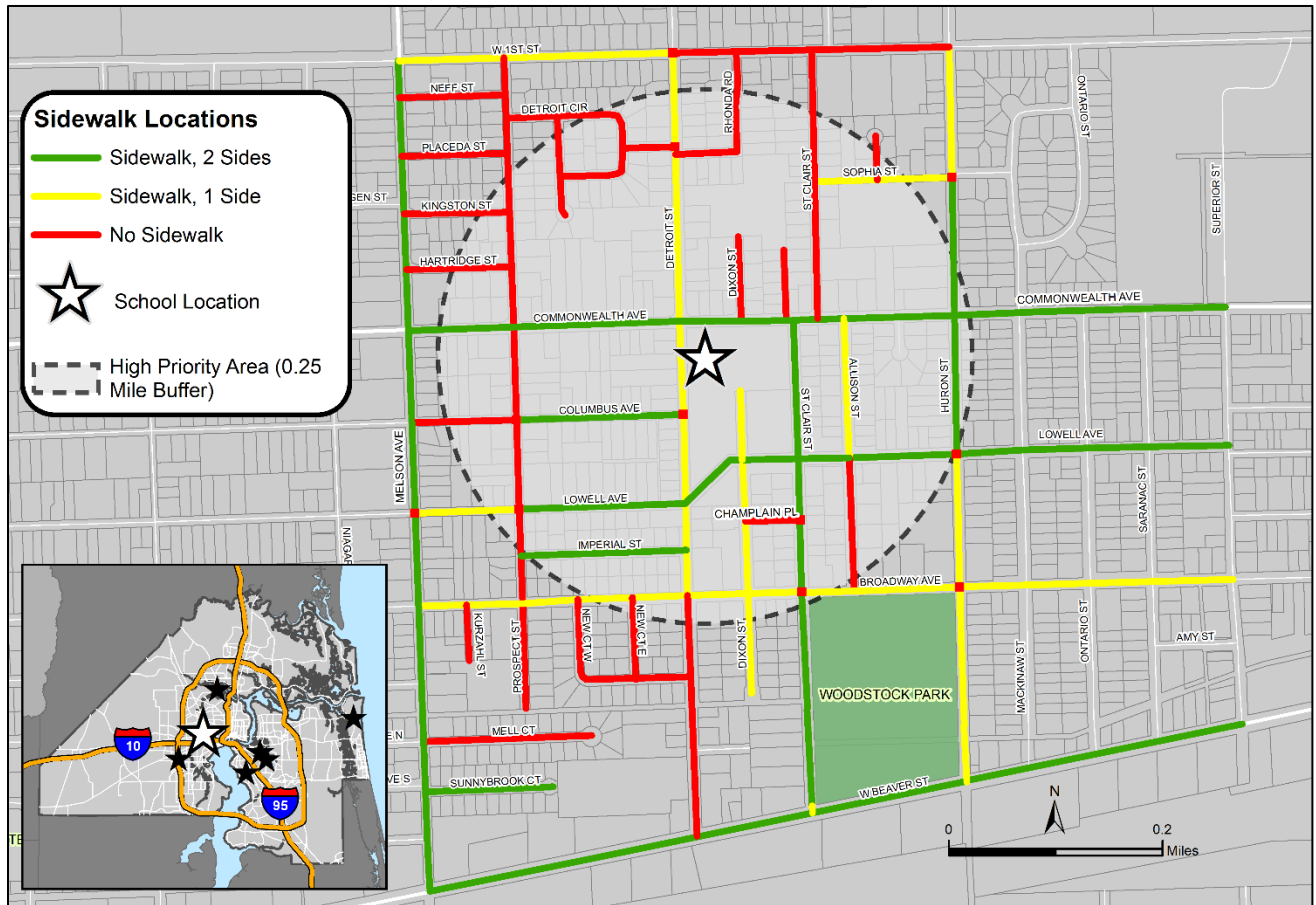 W 1ST ST
NEFF ST
DETROIT CIR
RHONDA RD
ONTARIO ST
Sidewalk Locations
Sidewalk, 2 Sides
Sidewalk, 1 Side
No Sidewalk
School Location
High Priority Area (0.25
Mile Buffer)
PLACEDA ST
ST CLAIR ST
SOPHIA ST
SUPERIOR ST
GEN ST
KINGSTON ST
DETROIT ST
HARTRIDGE ST
DIXON ST
COMMONWEALTH AVE
COMMONWEALTH AVE
ALLISON ST
HURON ST
COLUMBUS AVE
ST CLAIR ST
LOWELL AVE
MELSON AVE
LOWELL AVE
CHAMPLAIN PL
SARANAC ST
IMPERIAL ST
BROADWAY AVE
KURZAHL ST
PROSPECT ST
NEW CT W
NEW CT E
DIXON ST
MACKINAW ST
ONTARIO ST
AMY ST
WOODSTOCK PARK
MELL CT
E N
SUNNYBROOK CT
VE S
W BEAVER ST
NIAGAR
TE
10
95
N
0
0.2
Miles